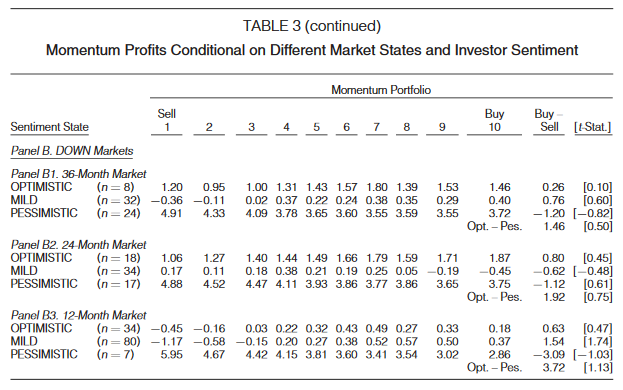 TABLE 3 (continued)
Momentum Profits Conditional on Different Market States and Investor Sentiment
Momentum Portfolio
Sell Buy Buy –
Sentiment State 1 2 3 4 5 6 7 8 9 10 Sell [t-Stat.]
Panel B. DOWN Markets
Panel B1. 36-Month Market
OPTIMISTIC (n = 8) 1.20 0.95 1.00 1.31 1.43 1.57 1.80 1.39 1.53 1.46 0.26 [0.10]
MILD (n = 32) −0.36 −0.11 0.02 0.37 0.22 0.24 0.38 0.35 0.29 0.40 0.76 [0.60]
PESSIMISTIC (n = 24) 4.91 4.33 4.09 3.78 3.65 3.60 3.55 3.59 3.55 3.72 −1.20 [−0.82]
Opt. – Pes. 1.46 [0.50]
Panel B2. 24-Month Market
OPTIMISTIC (n = 18) 1.06 1.27 1.40 1.44 1.49 1.66 1.79 1.59 1.71 1.87 0.80 [0.45]
MILD (n = 34) 0.17 0.11 0.18 0.38 0.21 0.19 0.25 0.05 −0.19 −0.45 −0.62 [−0.48]
PESSIMISTIC (n = 17) 4.88 4.52 4.47 4.11 3.93 3.86 3.77 3.86 3.65 3.75 −1.12 [0.61]
Opt. – Pes. 1.92 [0.75]
Panel B3. 12-Month Market
OPTIMISTIC (n = 34) −0.45 −0.16 0.03 0.22 0.32 0.43 0.49 0.27 0.33 0.18 0.63 [0.47]
MILD (n = 80) −1.17 −0.58 −0.15 0.20 0.27 0.38 0.52 0.57 0.50 0.37 1.54 [1.74]
PESSIMISTIC (n = 7) 5.95 4.67 4.42 4.15 3.81 3.60 3.41 3.54 3.02 2.86 −3.09 [−1.03]
Opt. – Pes. 3.72 [1.13]